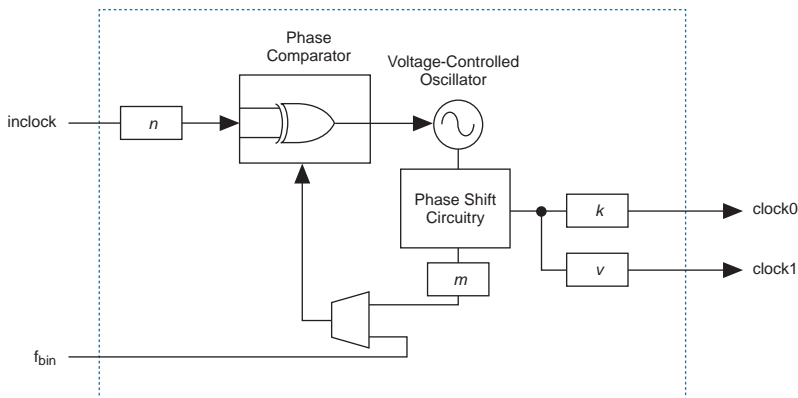 Phase
Comparator
Voltage-Controlled
Oscillator
inclock
n
Phase Shift
Circuitry
k
clock0
v
clock1
m
fbin